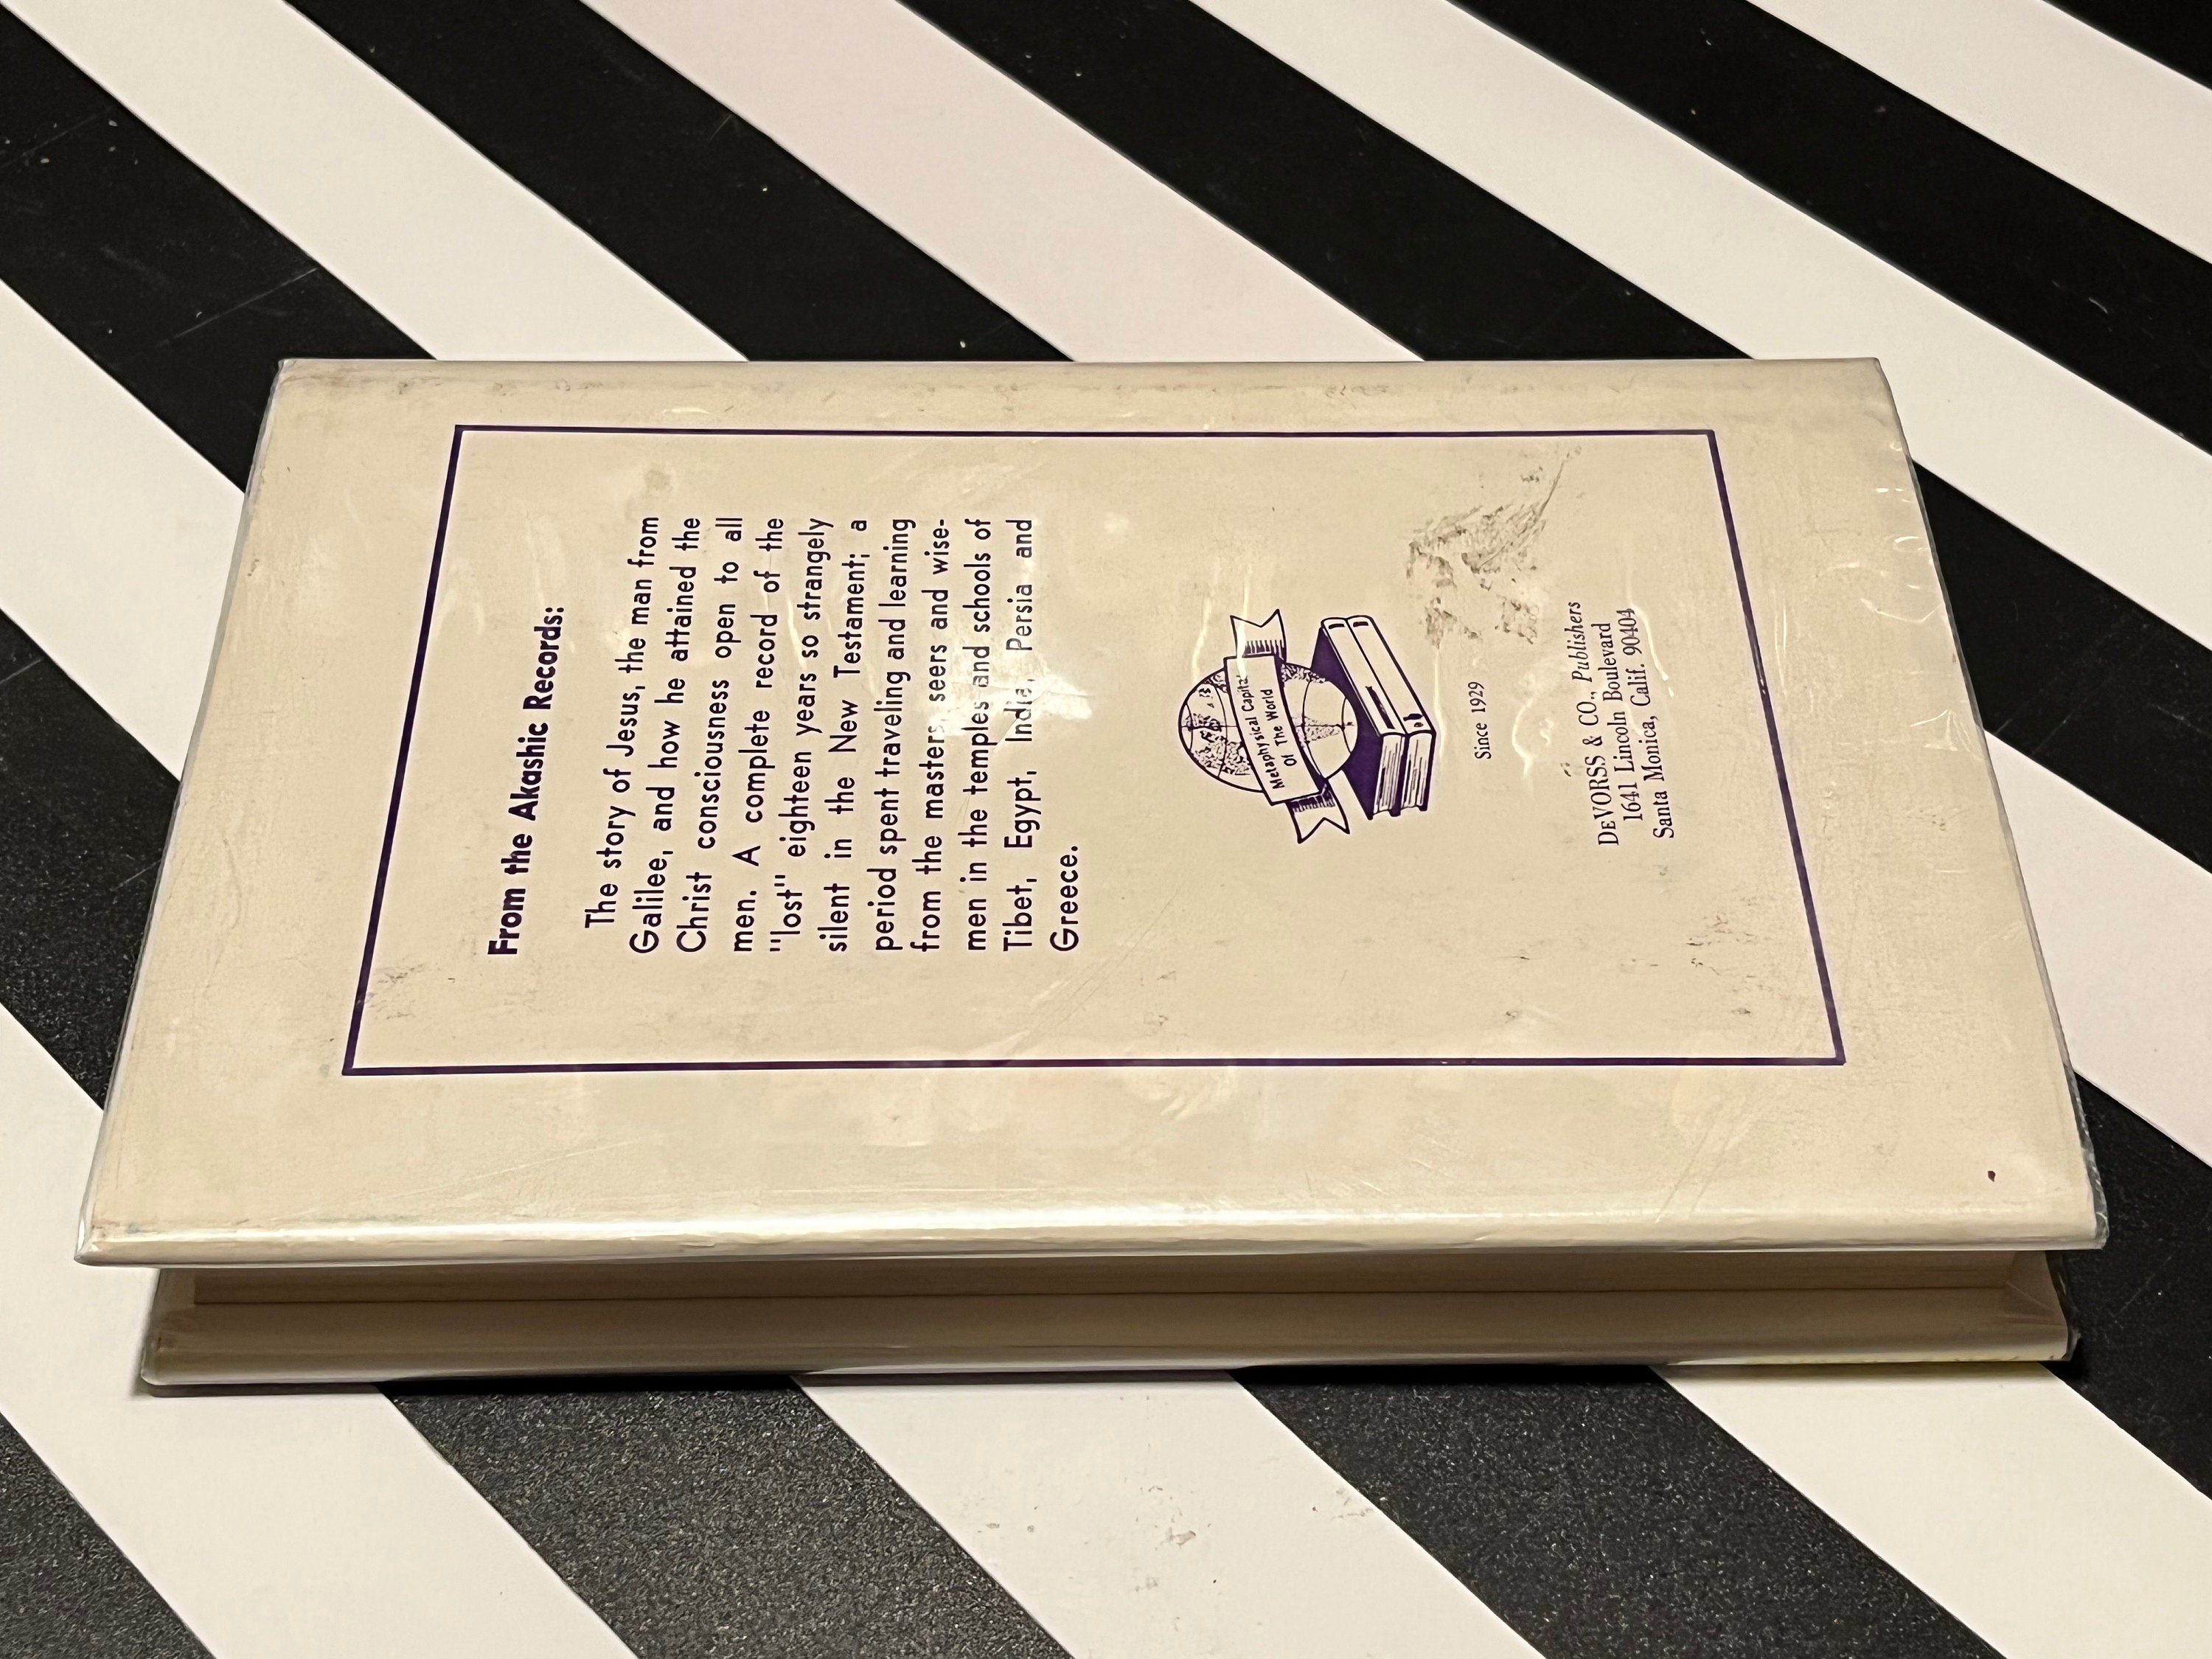 From the Akashic Records:
The story of Jesus, the man from
Galilee, and how he attained the
Christ consciousness open to all
men. A complete record of the
"lost" eighteen years so strangely
silent in the New Testament; a
period spent traveling and learning
from the masters, seers and wise-
men in the temples and schools of
Tibet, Egypt, India, Persia and
Greece.
Metaphysical Capital
Of The World
Since 1929
DEVORSS & CO., Publishers
1641 Lincoln Boulevard
Santa Monica, Calif. 90404